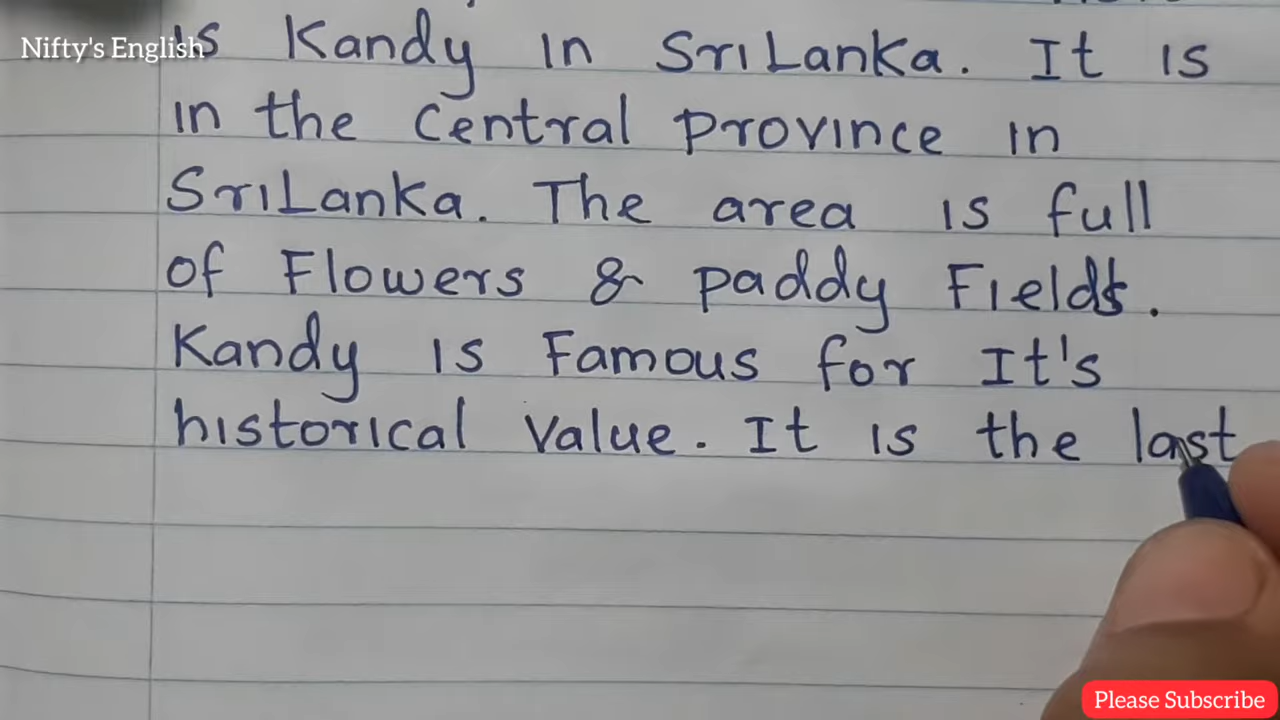 Nifty's English
is Kandy in SriLanka. It is
in the Central province in
SriLanka. The area is full
of Flowers & paddy Fields.
Kandy is Famous for It's
historical value. It is the last
Please Subscribe